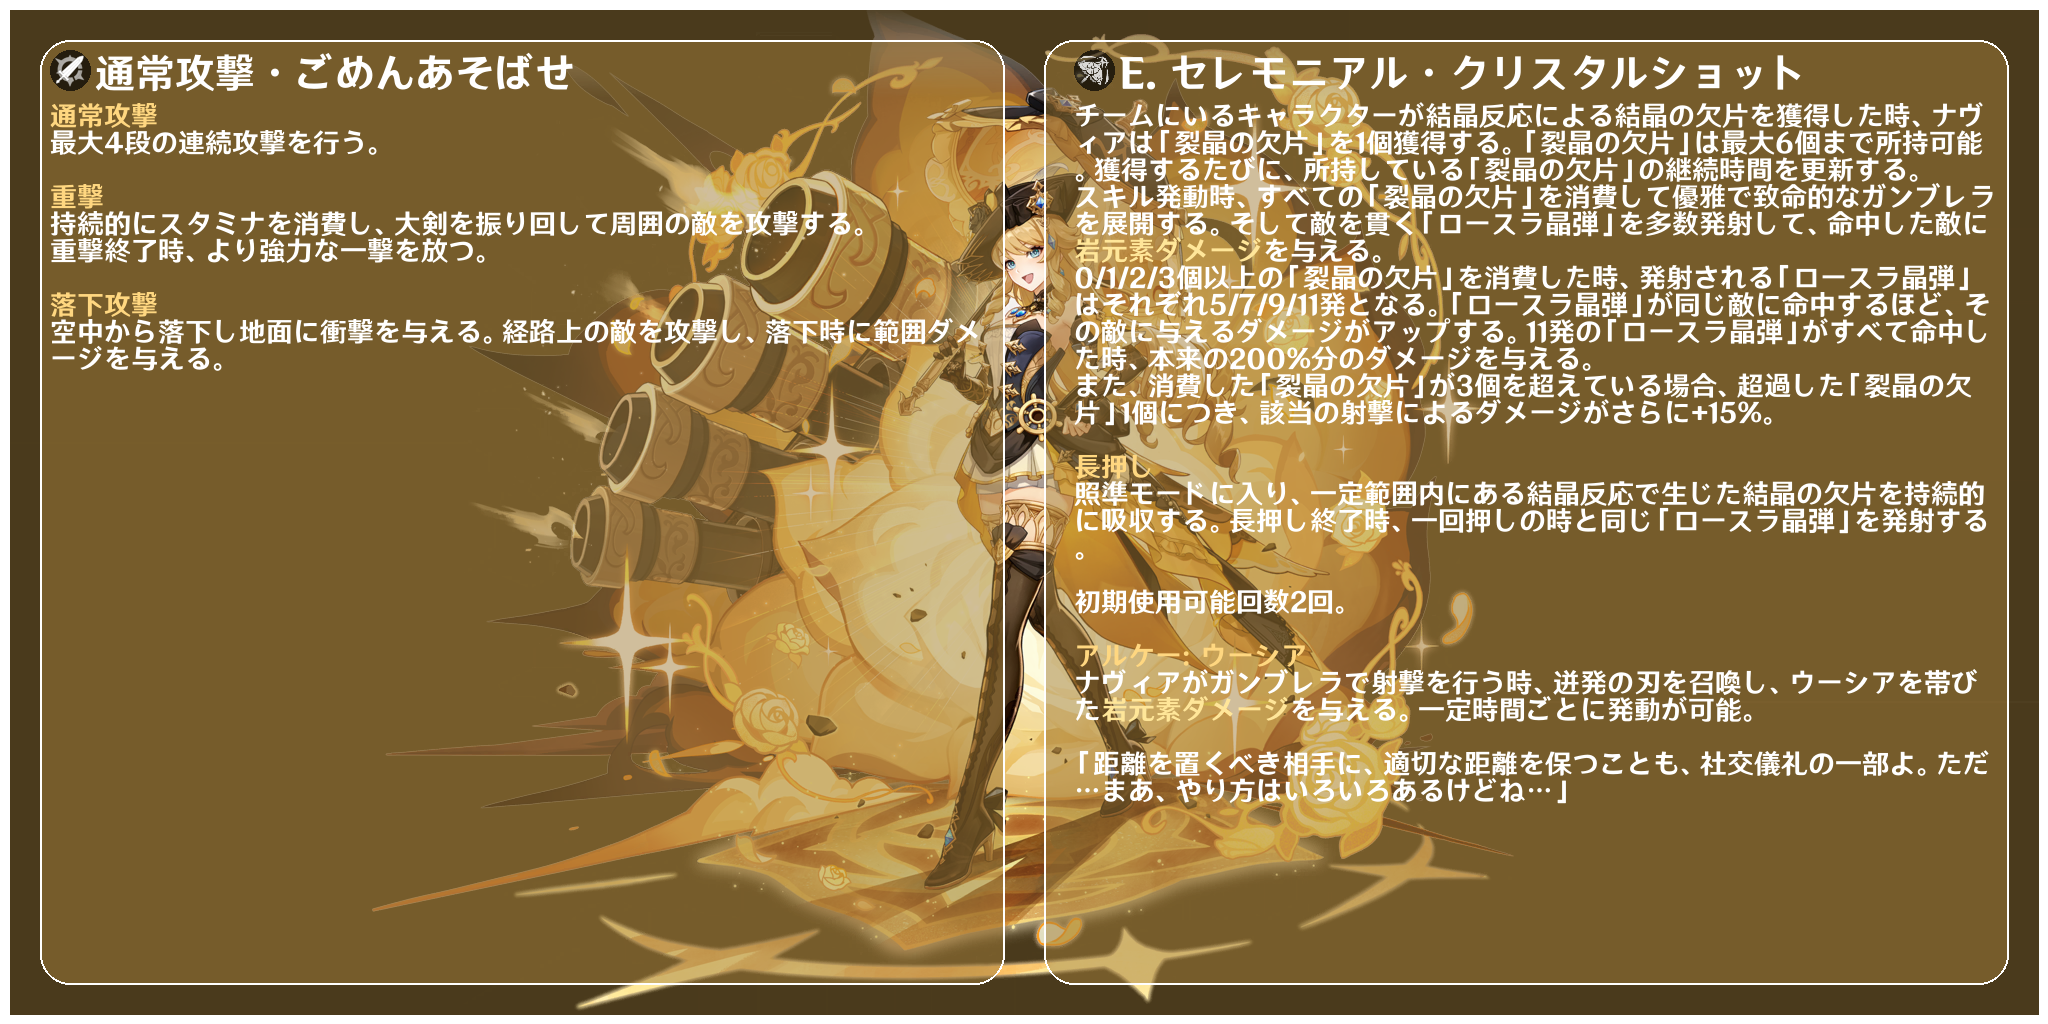 通常攻撃・ごめんあそばせ
通常攻撃
最大4段の連続攻撃を行う。
重撃
持続的にスタミナを消費し、大剣を振り回して周囲の敵を攻撃する。
重撃終了時、より強力な一撃を放つ。
落下攻撃
空中から落下し地面に衝撃を与える。経路上の敵を攻撃し、落下時に範囲ダメ
ージを与える。
E. セレモニアル・クリスタルショット
チームにいるキャラクターが結晶反応による結晶の欠片を獲得した時、ナヴ
ィアは「裂晶の欠片」を1個獲得する。「裂晶の欠片」は最大6個まで所持可能
。獲得するたびに、所持している「裂晶の欠片」の継続時間を更新する。
スキル発動時、すべての「裂晶の欠片」を消費して優雅で致命的なガンブレラ
を展開する。そして敵を貫く「ロースラ晶弾」を多数発射して、命中した敵に
岩元素ダメージを与える。
0/1/2/3個以上の「裂晶の欠片」を消費した時、発射される「ロースラ晶弾」
はそれぞれ5/7/9/11発となる。「ロースラ晶弾」が同じ敵に命中するほど、そ
の敵に与えるダメージがアップする。11発の「ロースラ晶弾」がすべて命中し
た時、本来の200%分のダメージを与える。
また、消費した「裂晶の欠片」が3個を超えている場合、超過した「裂晶の欠
片」1個につき、該当の射撃によるダメージがさらに+15%。
長押し
照準モードに入り、一定範囲内にある結晶反応で生じた結晶の欠片を持続的
に吸収する。長押し終了時、一回押しの時と同じ「ロースラ晶弾」を発射する
。
初期使用可能回数2回。
アルケー: ウーシア
ナヴィアがガンブレラで射撃を行う時、迸発の刃を召喚し、ウーシアを帯び
た岩元素ダメージを与える。一定時間ごとに発動が可能。
「距離を置くべき相手に、適切な距離を保つことも、社交儀礼の一部よ。ただ
…まあ、やり方はいろいろあるけどね…」